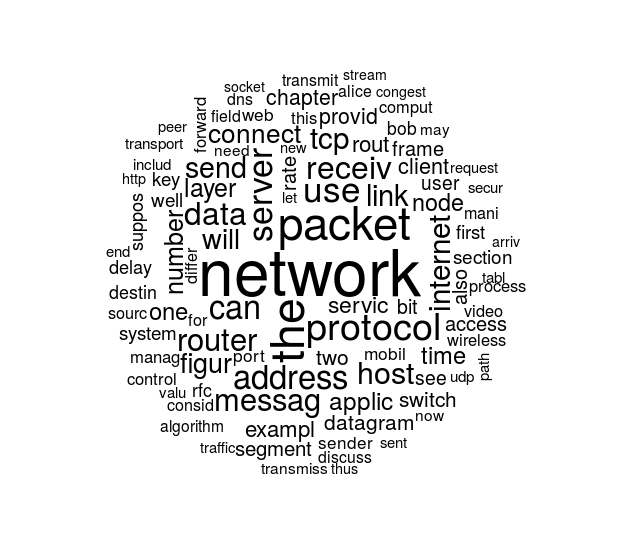 stream
transmit
socket
alice congest
dns
chapter
comput
forward
field web
this provid
peer
connect
tcp
bob may
rout
transport
need
new
frame
server
rate
includ
send
receiv
client request
http key
layer
use link
user secur
let
well
node
suppos
data
packet
mani
number
will
internet
first
arriv
end
differ
section
delay
network
also
tabl
process
destin
can
the
servic bit
video
sourc one for
protocol
access
system
router
wireless
manag figur port
two
mobil
time
path
control
address
host see udp
valu rfc
consid messag
applic switch
now
algorithm
exampl
datagram
traffic segment
sender sent
discuss
transmiss thus